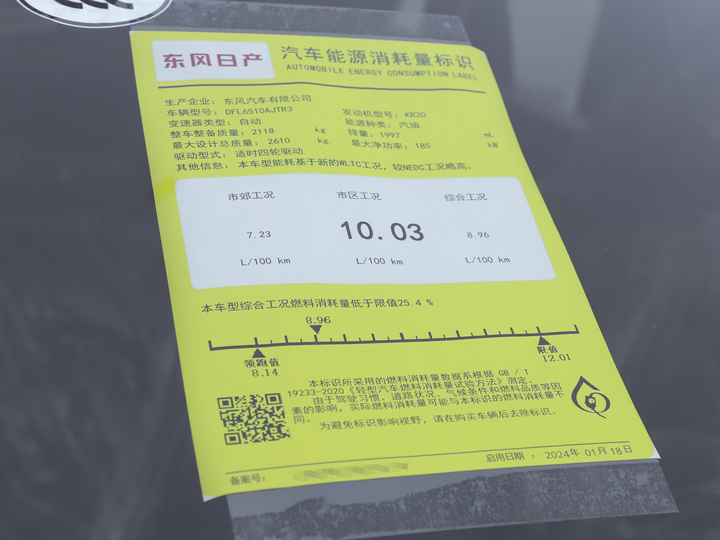 东风日产
汽车能源消耗量标识
AUTOMOBILE ENERGY CONSUMPTION LABEL
生产企业： 东风汽车有限公司
车辆型号： DFL6510AJTR3 发动机型号： KR20
变速器类型： 自动 能源种类： 汽油
整车整备质量： 2118 kg 排量： 1997 mL
最大设计总质量： 2610 kg 最大净功率： 185 kW
驱动型式： 适时四轮驱动
其他信息： 本车型能耗基于新的WLTC工况，较NEDC工况略高。
市郊工况 市区工况 综合工况
7.23 10.03 8.96
L/100 km L/100 km L/100 km
本车型综合工况燃料消耗量低于限值25.4 %
8.96
领跑值 限值
8.14 12.01
本标识所采用的燃料消耗量数据系根据 GB / T
19233-2020《轻型汽车燃料消耗量试验方法》测定。
由于驾驶习惯、道路状况、气候条件和燃料品质等因
素的影响，实际燃料消耗量可能与本标识的燃料消耗量不
同。
为避免标识影响视野，请在购买车辆后去除标识。
备案号：
启用日期 ： 2024年 01月 18日